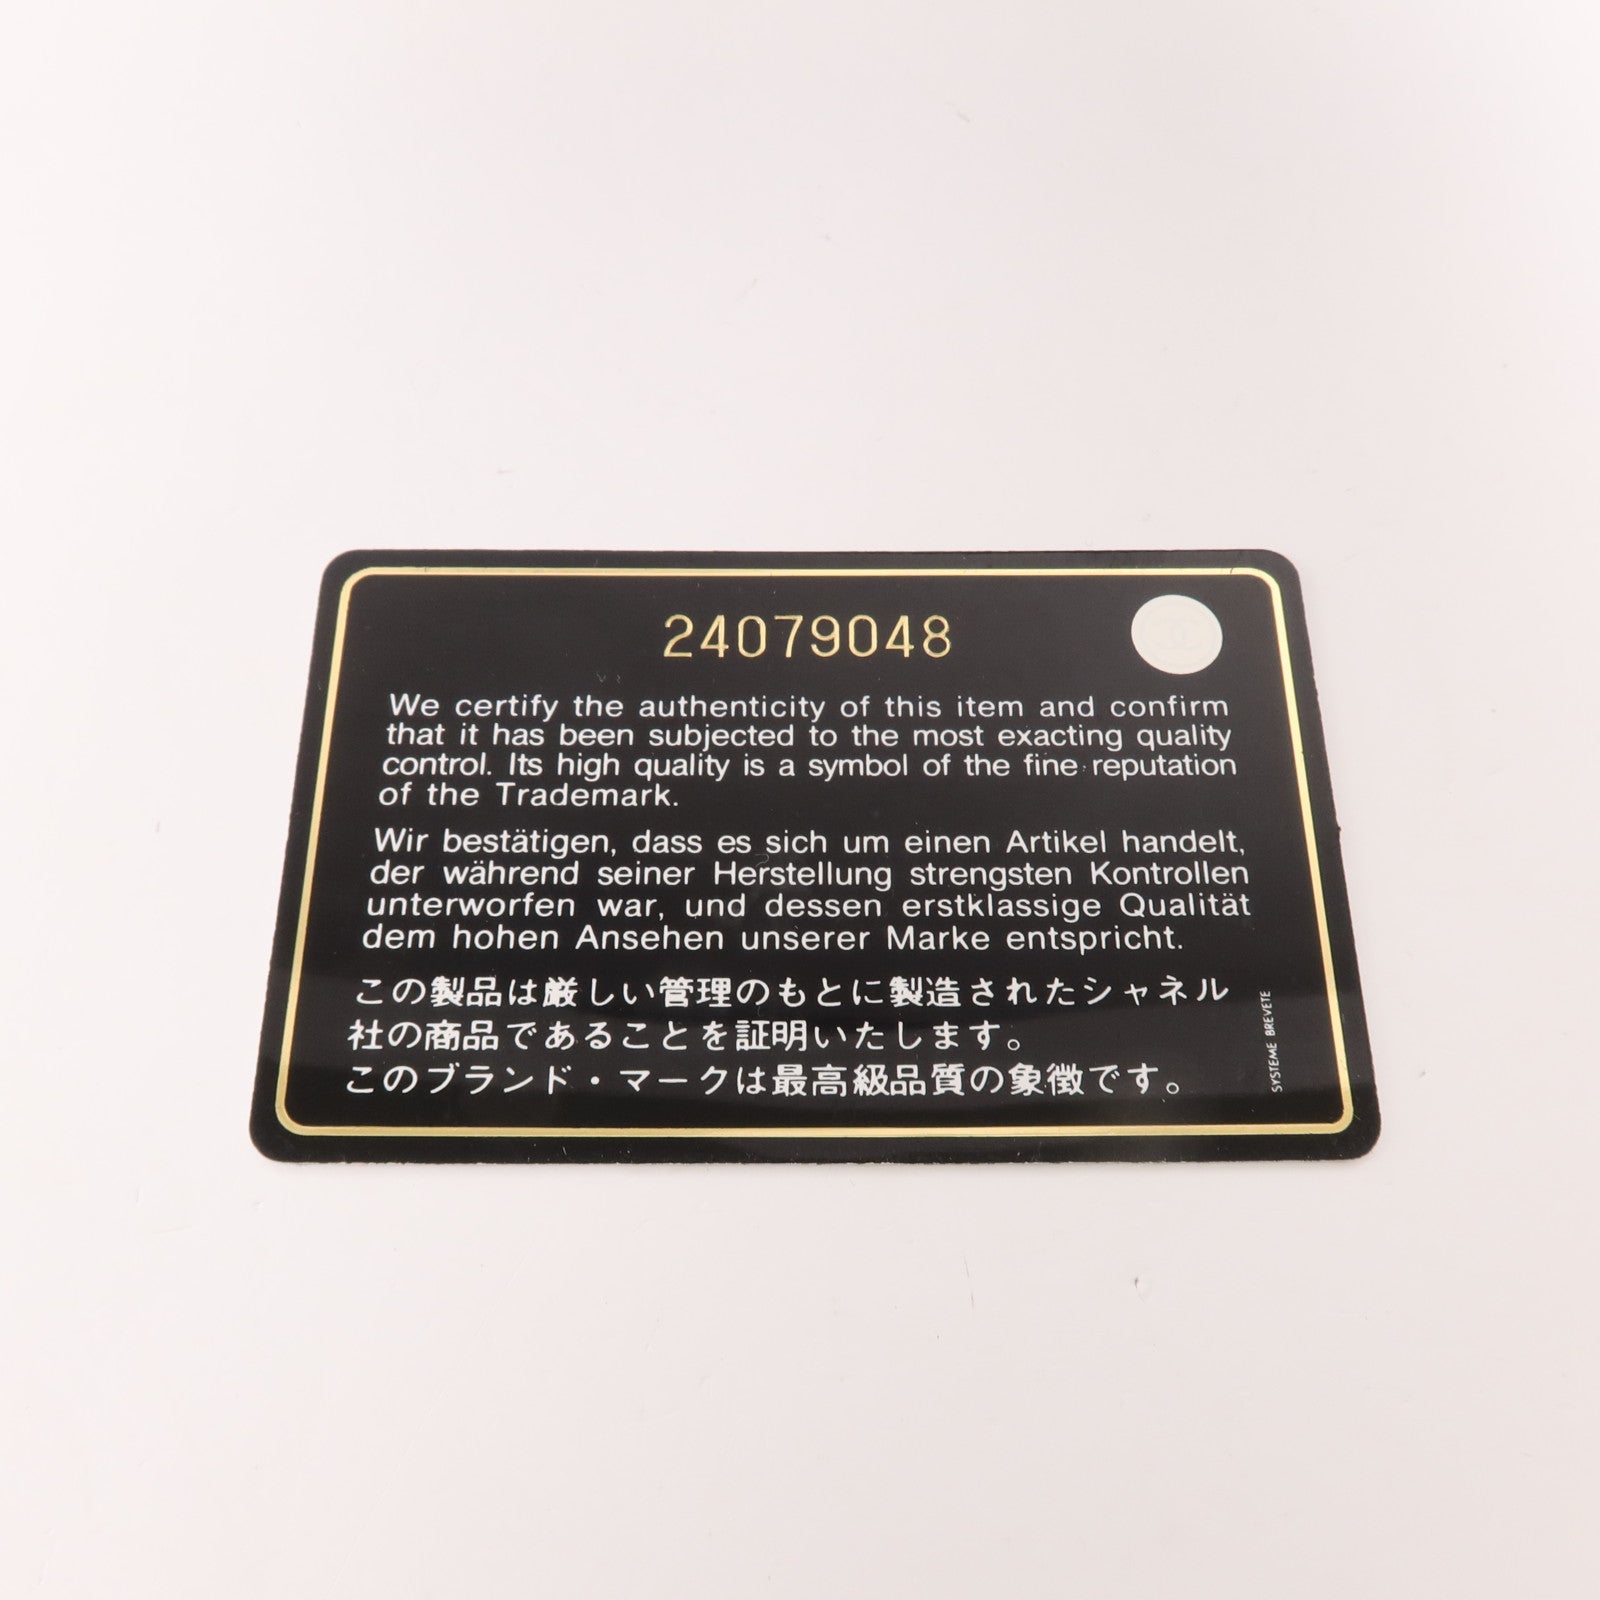 24079048
We certify the authenticity of this item and confirm
that it has been subjected to the most exacting quality
control. Its high quality is a symbol of the fine reputation
of the Trademark.
Wir bestätigen, dass es sich um einen Artikel handelt,
der während seiner Herstellung strengsten Kontrollen
unterworfen war, und dessen erstklassige Qualität
dem hohen Ansehen unserer Marke entspricht.
この製品は厳しい管理のもとに製造されたシャネル
社の商品であることを証明いたします。
このブランド・マークは最高級品質の象徴です。
SYSTEME BREVETE